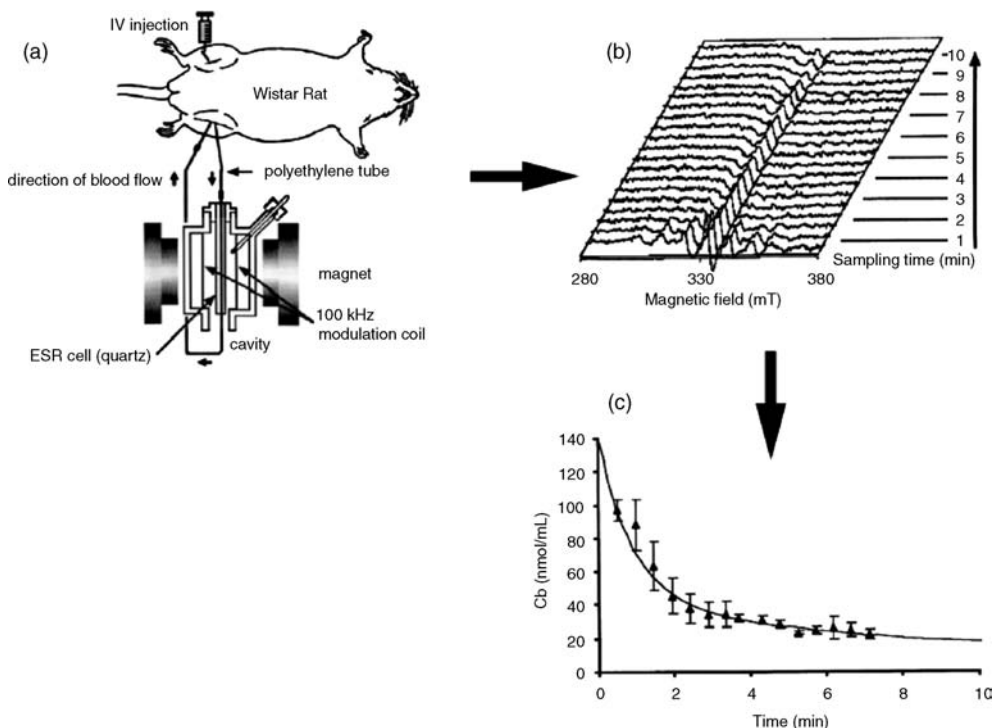 (a)
IV injection
Wistar Rat
direction of blood flow
polyethylene tube
magnet
100 kHz
modulation coil
ESR cell (quartz)
cavity
(b)
10
9
8
7
6
5
4
3
2
1
Sampling time (min)
280
330
380
Magnetic field (mT)
(c)
140
120
100
80
60
40
20
0
Cb (nmol/mL)
0 2 4 6 8 10
Time (min)